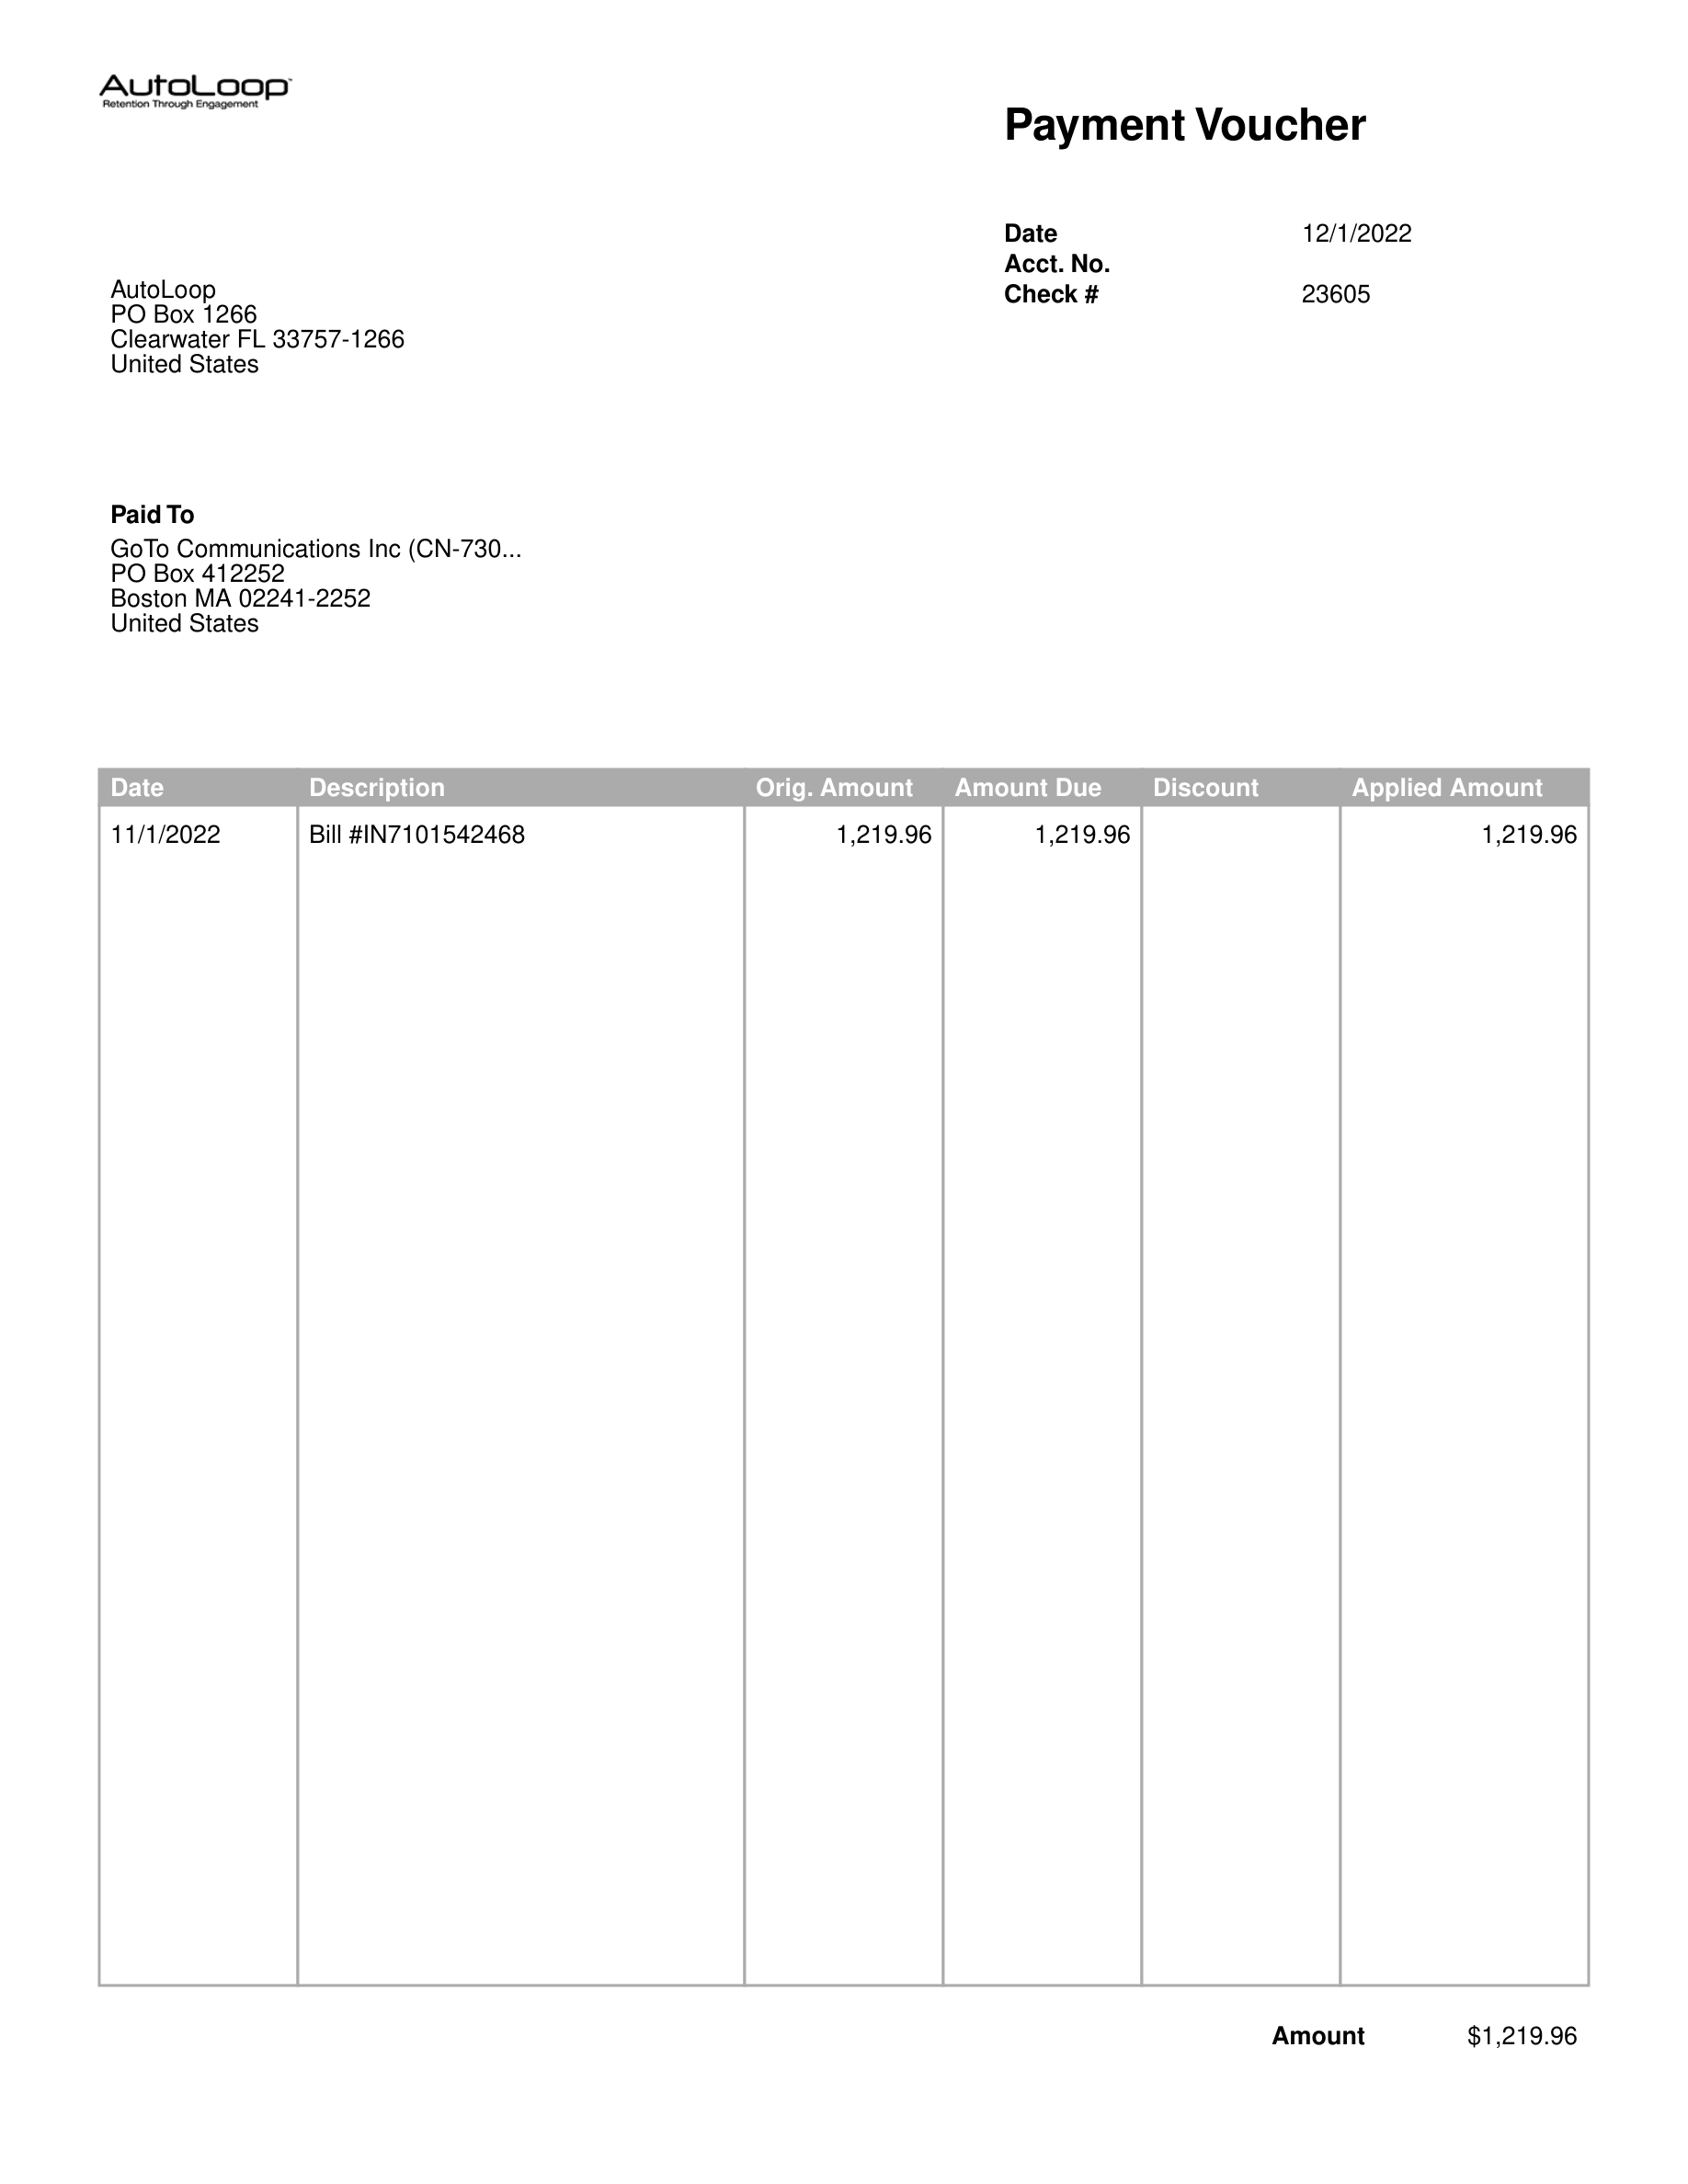 AutoLoop
Retention Through Engagement
Payment Voucher
Date 12/1/2022
Acct. No.
Check # 23605
AutoLoop
PO Box 1266
Clearwater FL 33757-1266
United States
Paid To
GoTo Communications Inc (CN-730...
PO Box 412252
Boston MA 02241-2252
United States
Date Description Orig. Amount Amount Due Discount Applied Amount
11/1/2022 Bill #IN7101542468 1,219.96 1,219.96 1,219.96
Amount $1,219.96